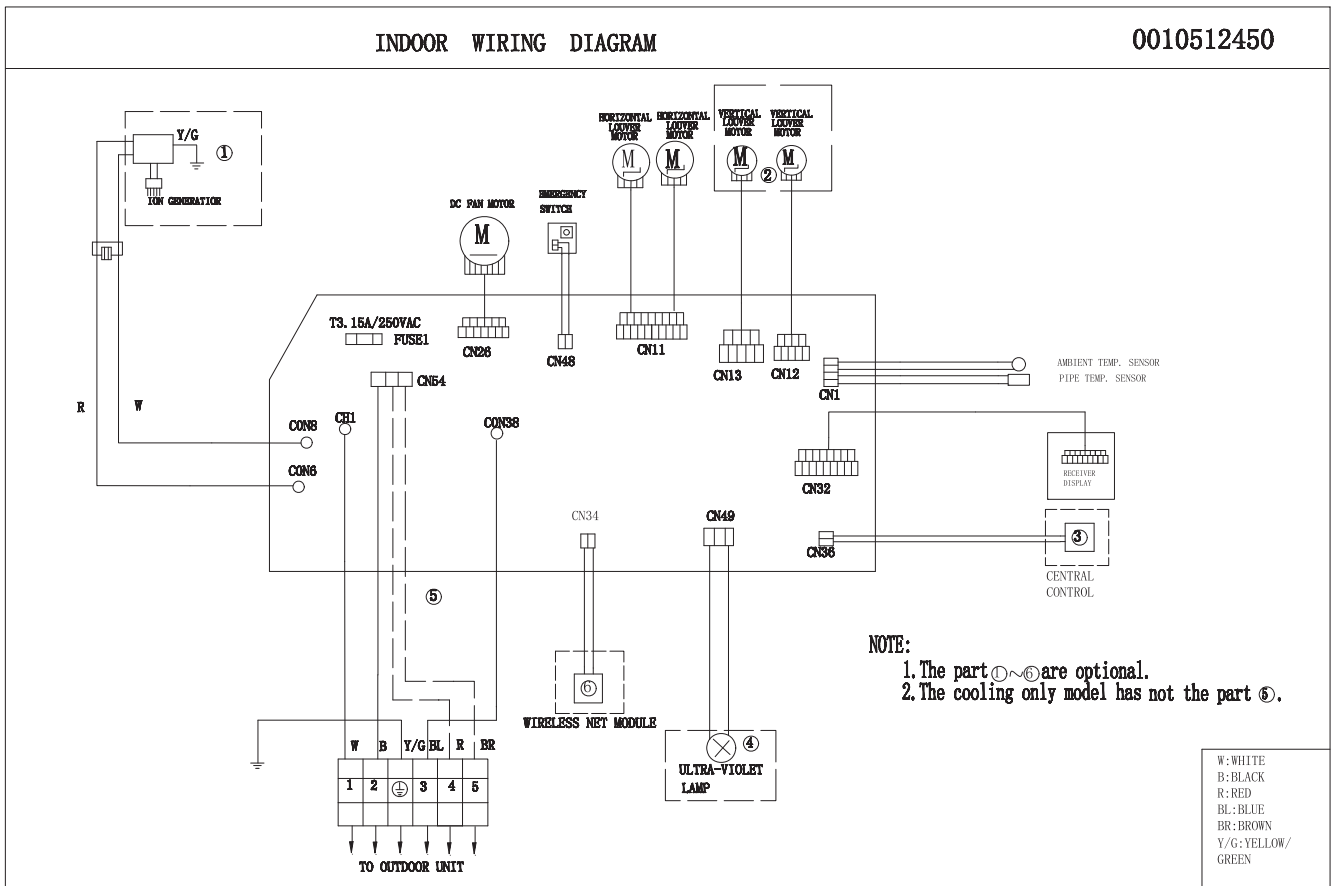 INDOOR WIRING DIAGRAM
0010512450
Y/G
①
ION GENERATIOR
HORIZONTAL
LOUVER
MOTOR
HORIZONTAL
LOUVER
MOTOR
VERTICAL
LOUVER
MOTOR
VERTICAL
LOUVER
MOTOR
M
M
M
M
②
DC FAN MOTOR
M
EMERGENCY
SWITCH
T3.15A/250VAC
FUSE1
CN26
CN48
CN11
CN13
CN12
CN1
AMBIENT TEMP. SENSOR
PIPE TEMP. SENSOR
CN54
R
W
CON8
CH1
CON38
CON6
CN32
RECEIVER
DISPLAY
CN34
CN49
CN36
③
CENTRAL
CONTROL
⑤
⑥
WIRELESS NET MODULE
④
ULTRA-VIOLET
LAMP
NOTE:
1.The part①~⑥are optional.
2.The cooling only model has not the part ⑤.
W B Y/G BL R BR
1 2 3 4 5
TO OUTDOOR UNIT
W:WHITE
B:BLACK
R:RED
BL:BLUE
BR:BROWN
Y/G:YELLOW/
GREEN